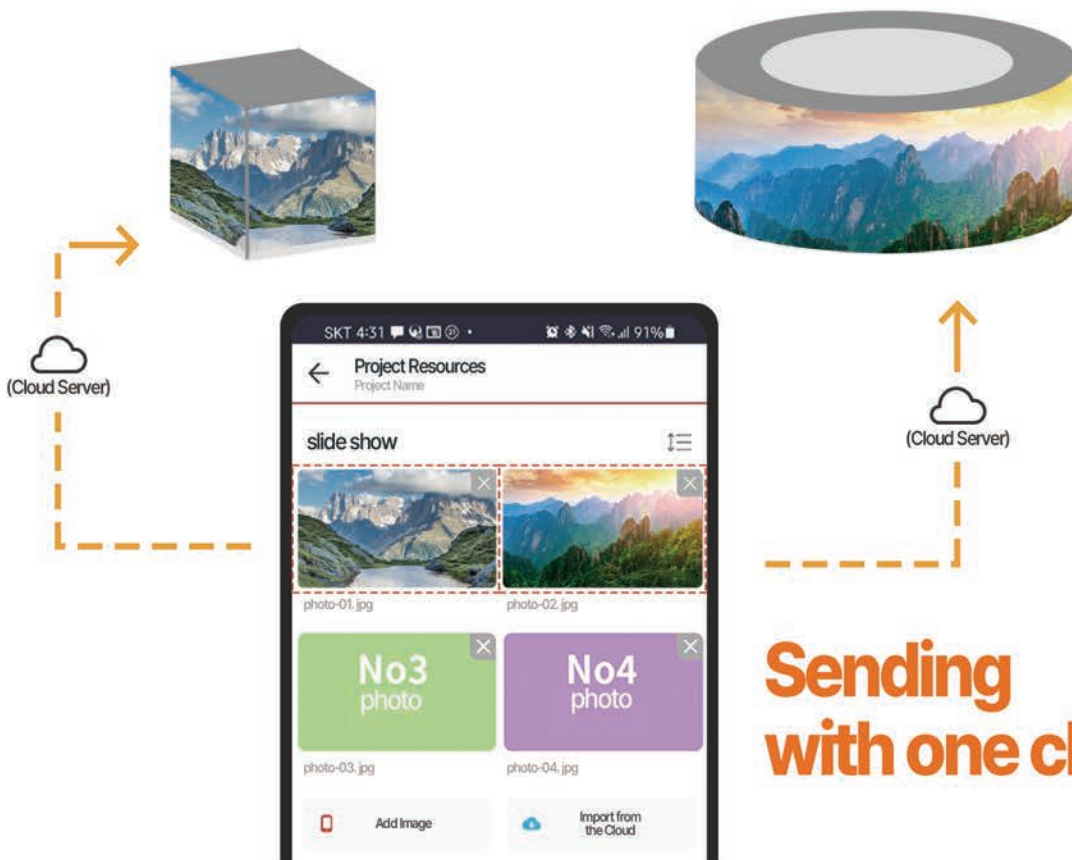 (Cloud Server)
SKT 4:31
91%
Project Resources
Project Name
(Cloud Server)
slide show
photo-01. jpg
photo-02. jpg
No3
photo
No4
photo
photo-03. jpg
photo-04. jpg
Sending
with one
Add Image
Import from
the Cloud